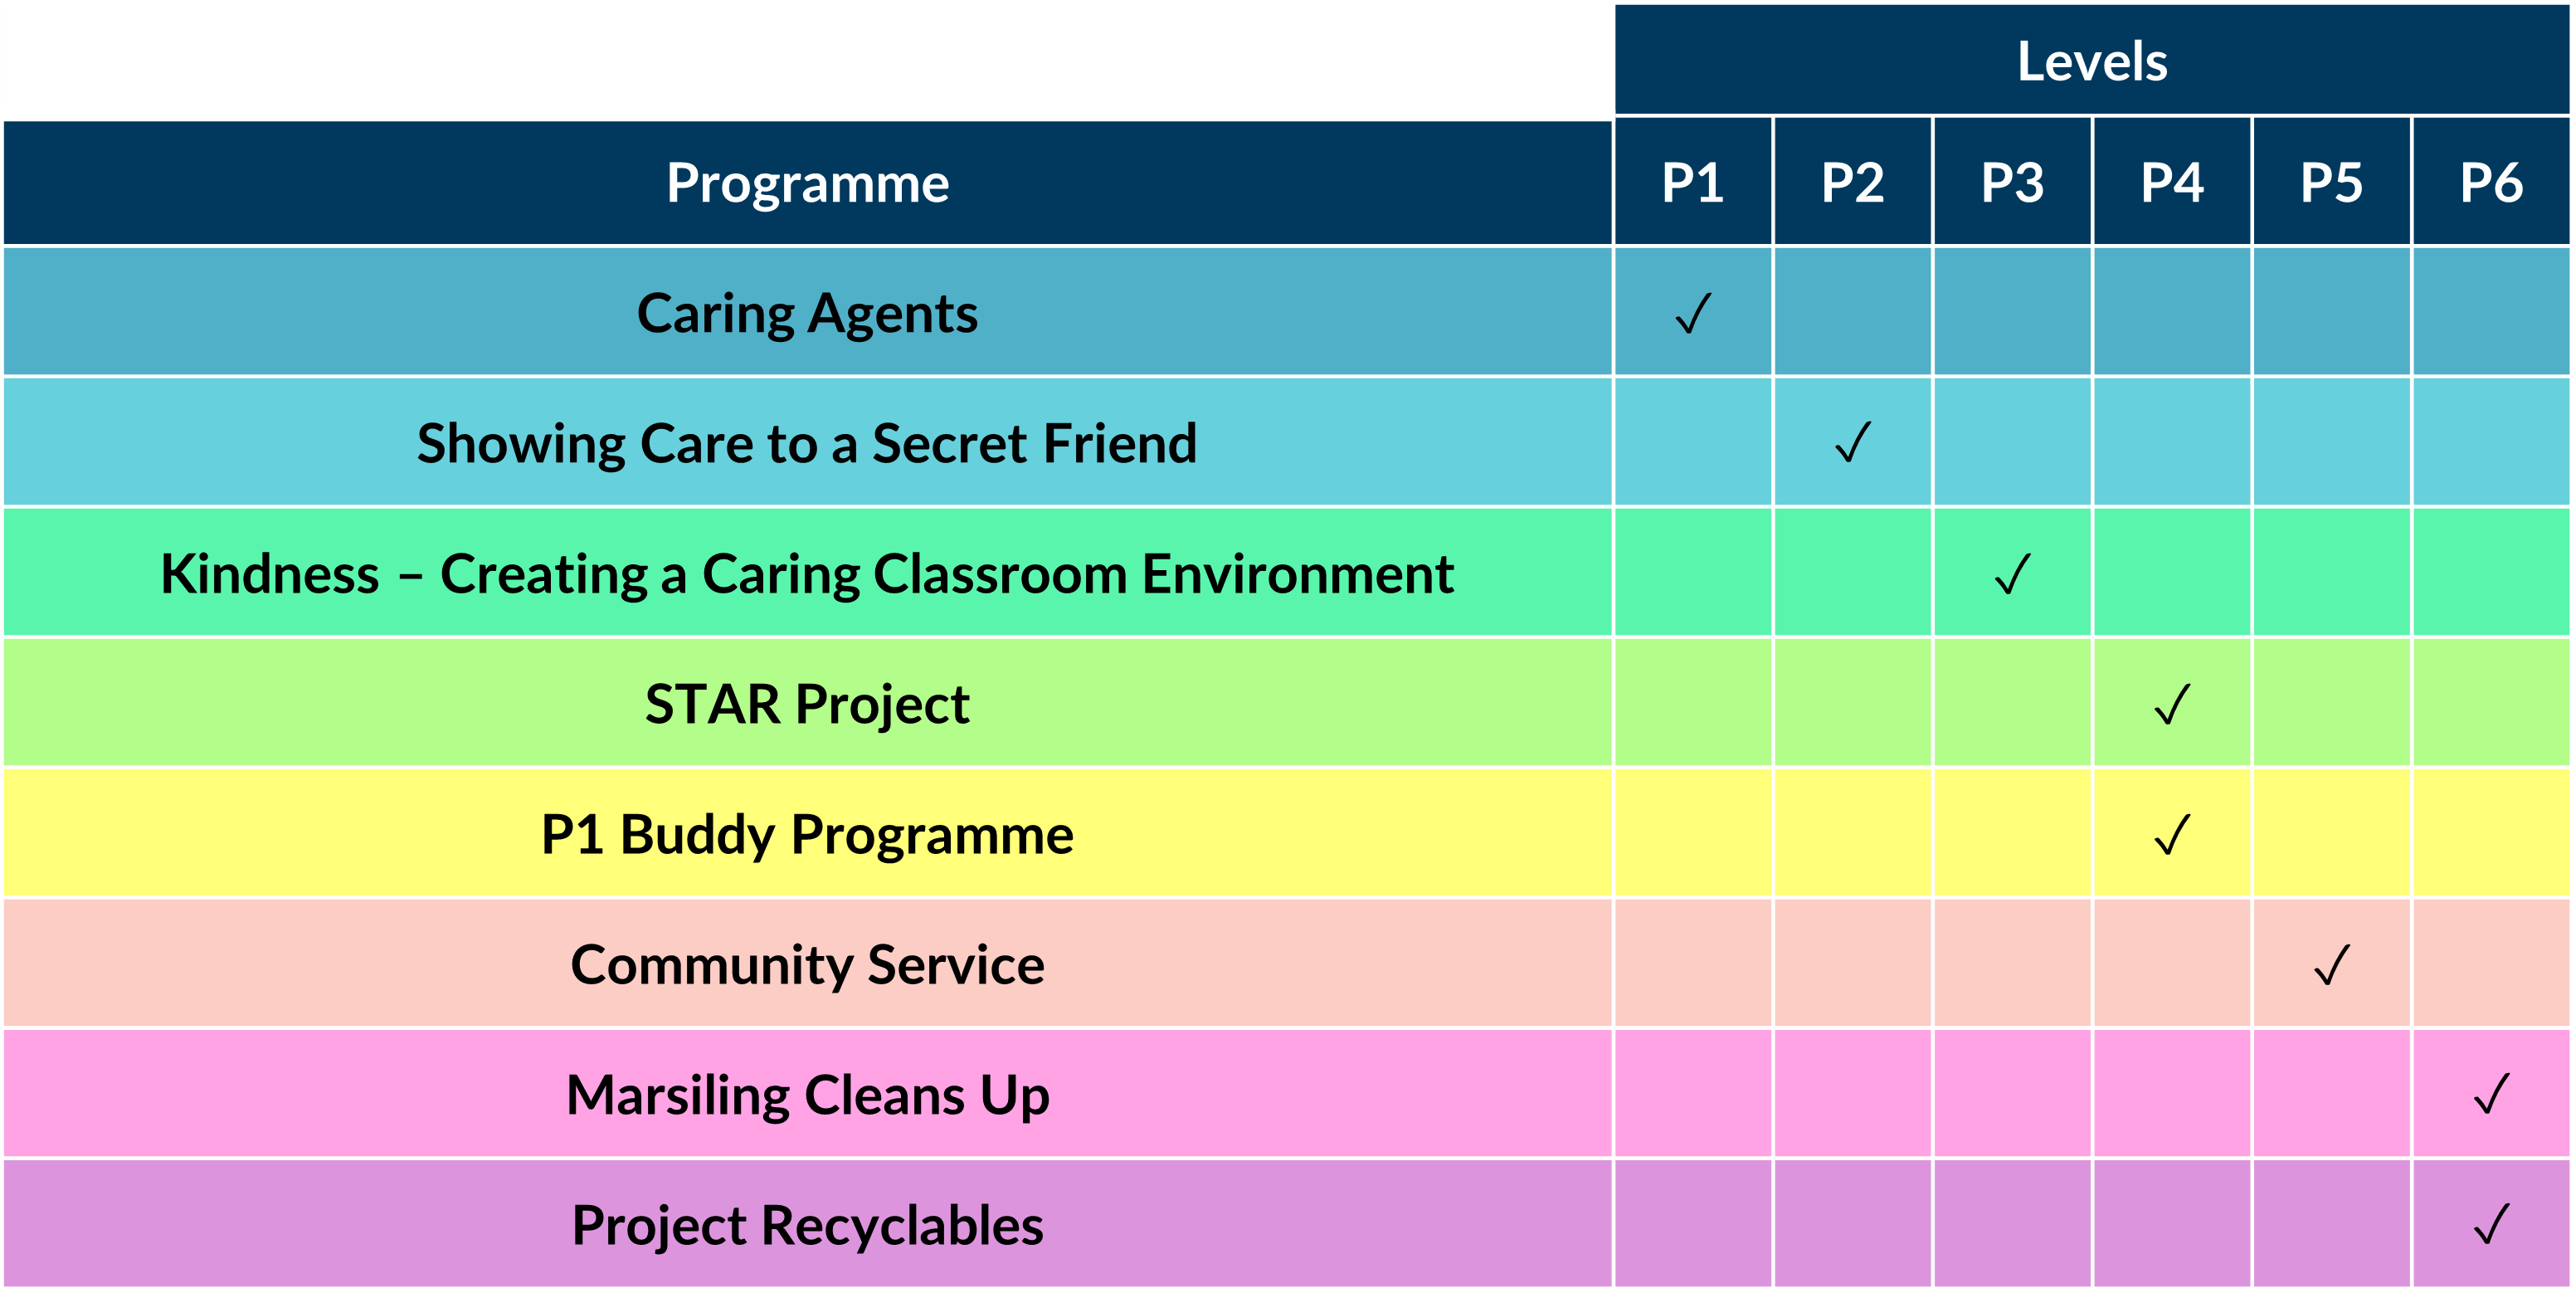 Levels
Programme P1 P2 P3 P4 P5 P6
Caring Agents ✓
Showing Care to a Secret Friend ✓
Kindness – Creating a Caring Classroom Environment ✓
STAR Project ✓
P1 Buddy Programme ✓
Community Service ✓
Marsiling Cleans Up ✓
Project Recyclables ✓